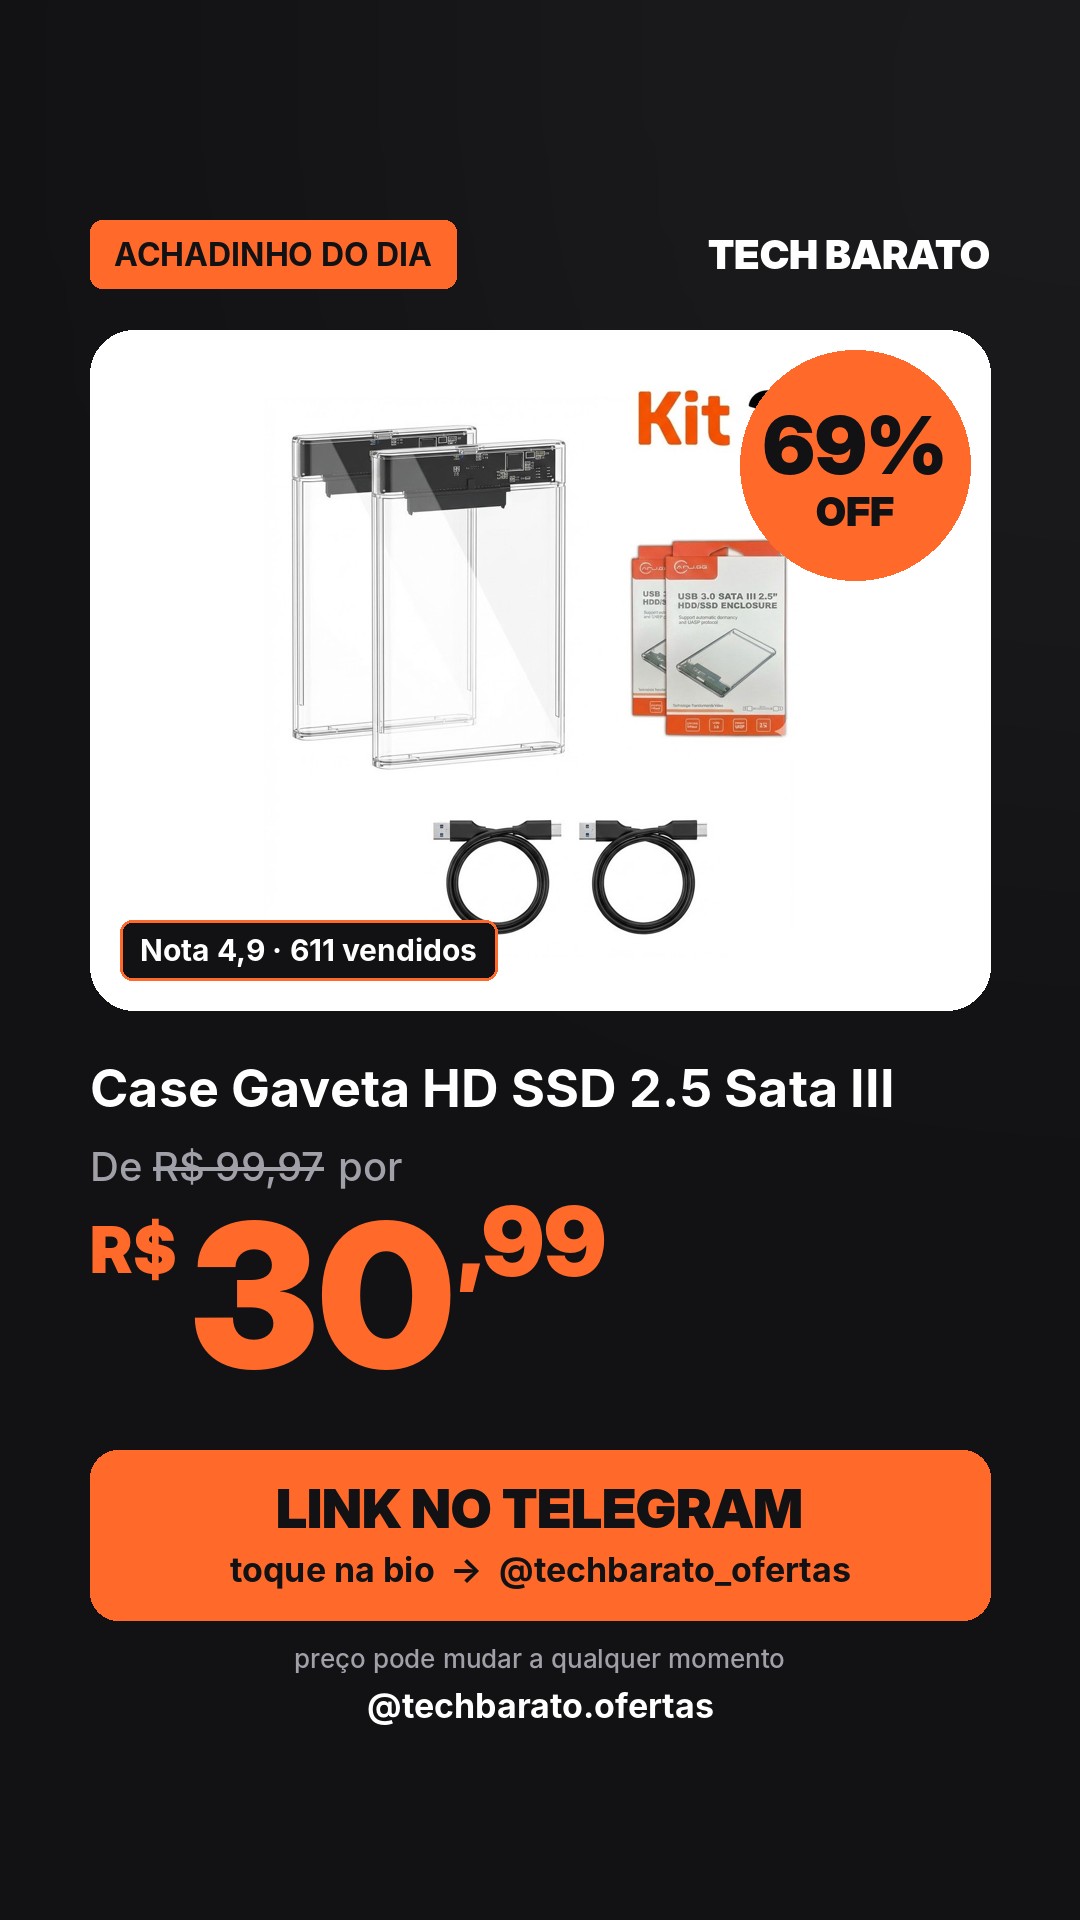 ACHADINHO DO DIA
TECH BARATO
Kit
69%
OFF
USB 3.0 SATA III 2.5"
HDD/SSD ENCLOSURE
Nota 4,9 · 611 vendidos
Case Gaveta HD SSD 2.5 Sata III
De R$ 99,97 por
R$ 30,99
LINK NO TELEGRAM
toque na bio → @techbarato_ofertas
preço pode mudar a qualquer momento
@techbarato.ofertas